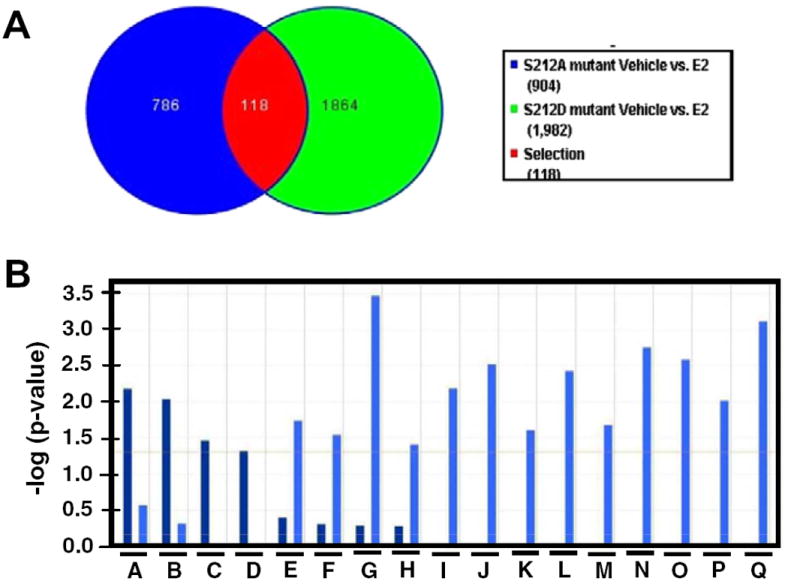 A
786
118
1864
S212A mutant Vehicle vs. E2
(904)
S212D mutant Vehicle vs. E2
(1,982)
Selection
(118)
B
-log (p-value)
3.5
3.0
2.5
2.0
1.5
1.0
0.5
0.0
A B C D E F G H I J K L M N O P Q